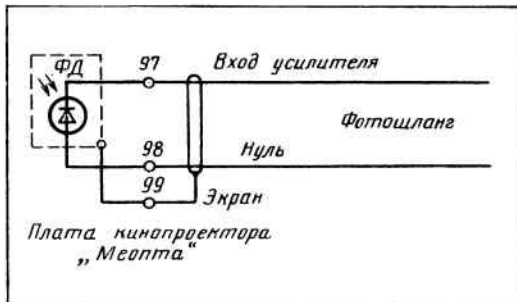 ФД
97
Вход усилителя
Фотошланг
98
Нуль
99
Экран
Плата кинопроектора
„Меопта“